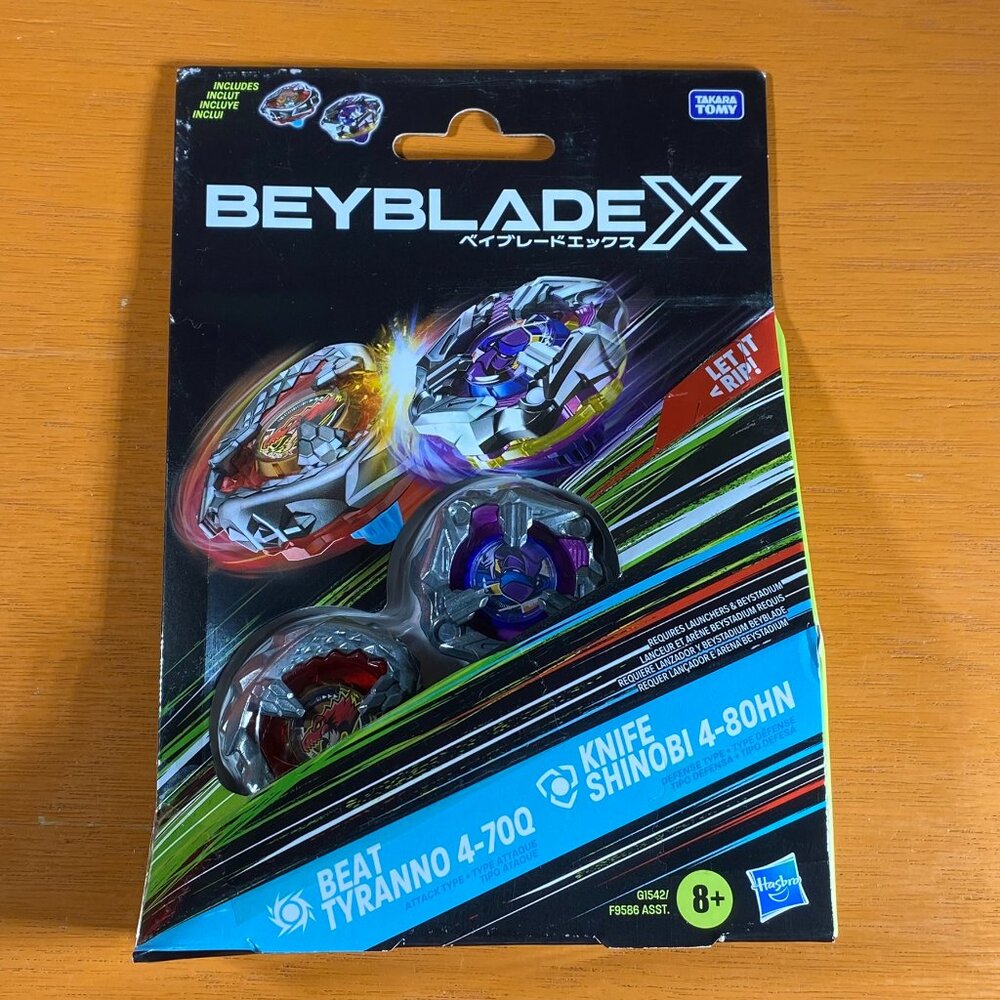 INCLUDES
INCLUT
INCLUYE
INCLUI
TAKARA
TOMY
BEYBLADE X
ベイブレードエックス
LET IT
RIP!
REQUIRES LAUNCHERS & BEYSTADIUM
LANCEUR ET ARÈNE BEYSTADIUM REQUIS
REQUIERE LANZADOR Y BEYSTADIUM BEYBLADE
REQUER LANÇADOR E ARENA BEYSTADIUM
KNIFE
SHINOBI 4-80HN
DEFENSE TYPE • TYPE DÉFENSE
TIPO DEFENSA • TIPO DEFESA
BEAT
TYRANNO 4-70Q
ATTACK TYPE • TYPE ATTAQUE
TIPO ATAQUE
G1542/
F9586 ASST.
8+
Hasbro